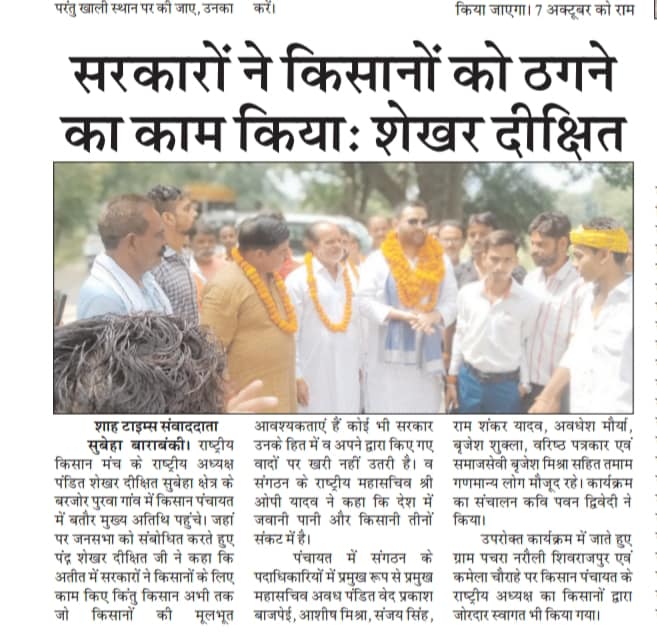 परंतु खाली स्थान पर की जाए, उनका
करें।
किया जाएगा। 7 अक्टूबर को राम
सरकारों ने किसानों को ठगने
का काम किया: शेखर दीक्षित
शाह टाइम्स संवाददाता
सुबेहा बाराबंकी। राष्ट्रीय
किसान मंच के राष्ट्रीय अध्यक्ष
पंडित शेखर दीक्षित सुबेहा क्षेत्र के
बरजोर पुरवा गांव में किसान पंचायत
में बतौर मुख्य अतिथि पहुंचे। जहां
पर जनसभा को संबोधित करते हुए
पंद्र शेखर दीक्षित जी ने कहा कि
अतीत में सरकारों ने किसानों के लिए
काम किए किंतु किसान अभी तक
जो किसानों की मूलभूत
आवश्यकताएं हैं कोई भी सरकार
उनके हित में व अपने द्वारा किए गए
वादों पर खरी नहीं उतरी है। व
संगठन के राष्ट्रीय महासचिव श्री
ओपी यादव ने कहा कि देश में
जवानी पानी और किसानी तीनों
संकट में है।
पंचायत में संगठन के
पदाधिकारियों में प्रमुख रूप से प्रमुख
महासचिव अवध पंडित वेद प्रकाश
बाजपेई, आशीष मिश्रा, संजय सिंह,
राम शंकर यादव, अवधेश मौर्या,
बृजेश शुक्ला, वरिष्ठ पत्रकार एवं
समाजसेवी बृजेश मिश्रा सहित तमाम
गणमान्य लोग मौजूद रहे। कार्यक्रम
का संचालन कवि पवन द्विवेदी ने
किया।
उपरोक्त कार्यक्रम में जाते हुए
ग्राम पचरा नरौली शिवराजपुर एवं
कमेला चौराहे पर किसान पंचायत के
राष्ट्रीय अध्यक्ष का किसानों द्वारा
जोरदार स्वागत भी किया गया।